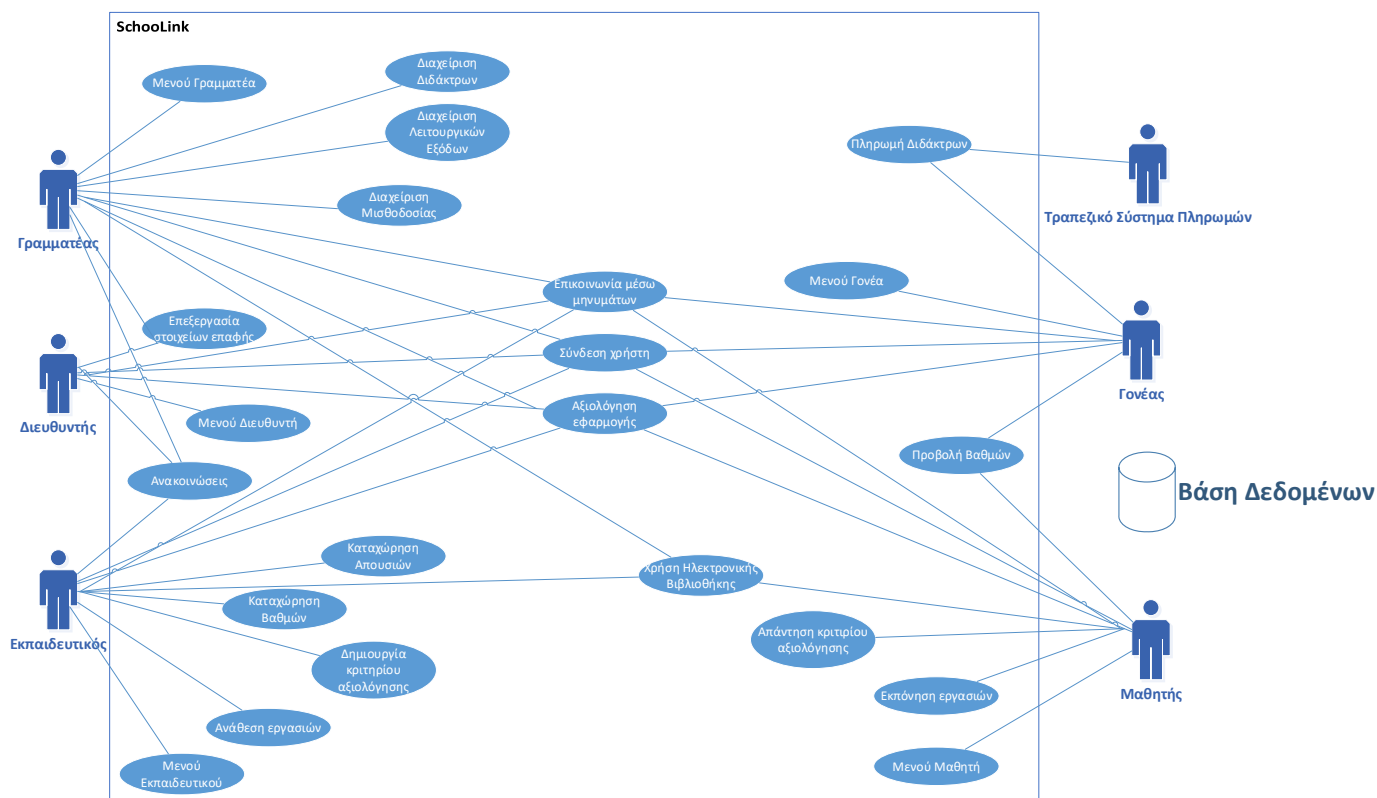 SchooLink
Μενού Γραμματέα
Διαχείριση
Διδάκτρων
Διαχείριση
Λειτουργικών
Εξόδων
Διαχείριση
Μισθοδοσίας
Γραμματέας
Πληρωμή Διδάκτρων
Τραπεζικό Σύστημα Πληρωμών
Επικοινωνία μέσω
μηνυμάτων
Μενού Γονέα
Επεξεργασία
στοιχείων επαφής
Σύνδεση χρήστη
Γονέας
Διευθυντής
Μενού Διευθυντή
Αξιολόγηση
εφαρμογής
Ανακοινώσεις
Προβολή Βαθμών
Βάση Δεδομένων
Καταχώρηση
Απουσιών
Χρήση Ηλεκτρονικής
Βιβλιοθήκης
Καταχώρηση
Βαθμών
Εκπαιδευτικός
Απάντηση κριτιρίου
αξιολόγησης
Δημιουργία
κριτηρίου
αξιολόγησης
Εκπόνηση εργασιών
Μαθητής
Ανάθεση εργασιών
Μενού
Εκπαιδευτικού
Μενού Μαθητή